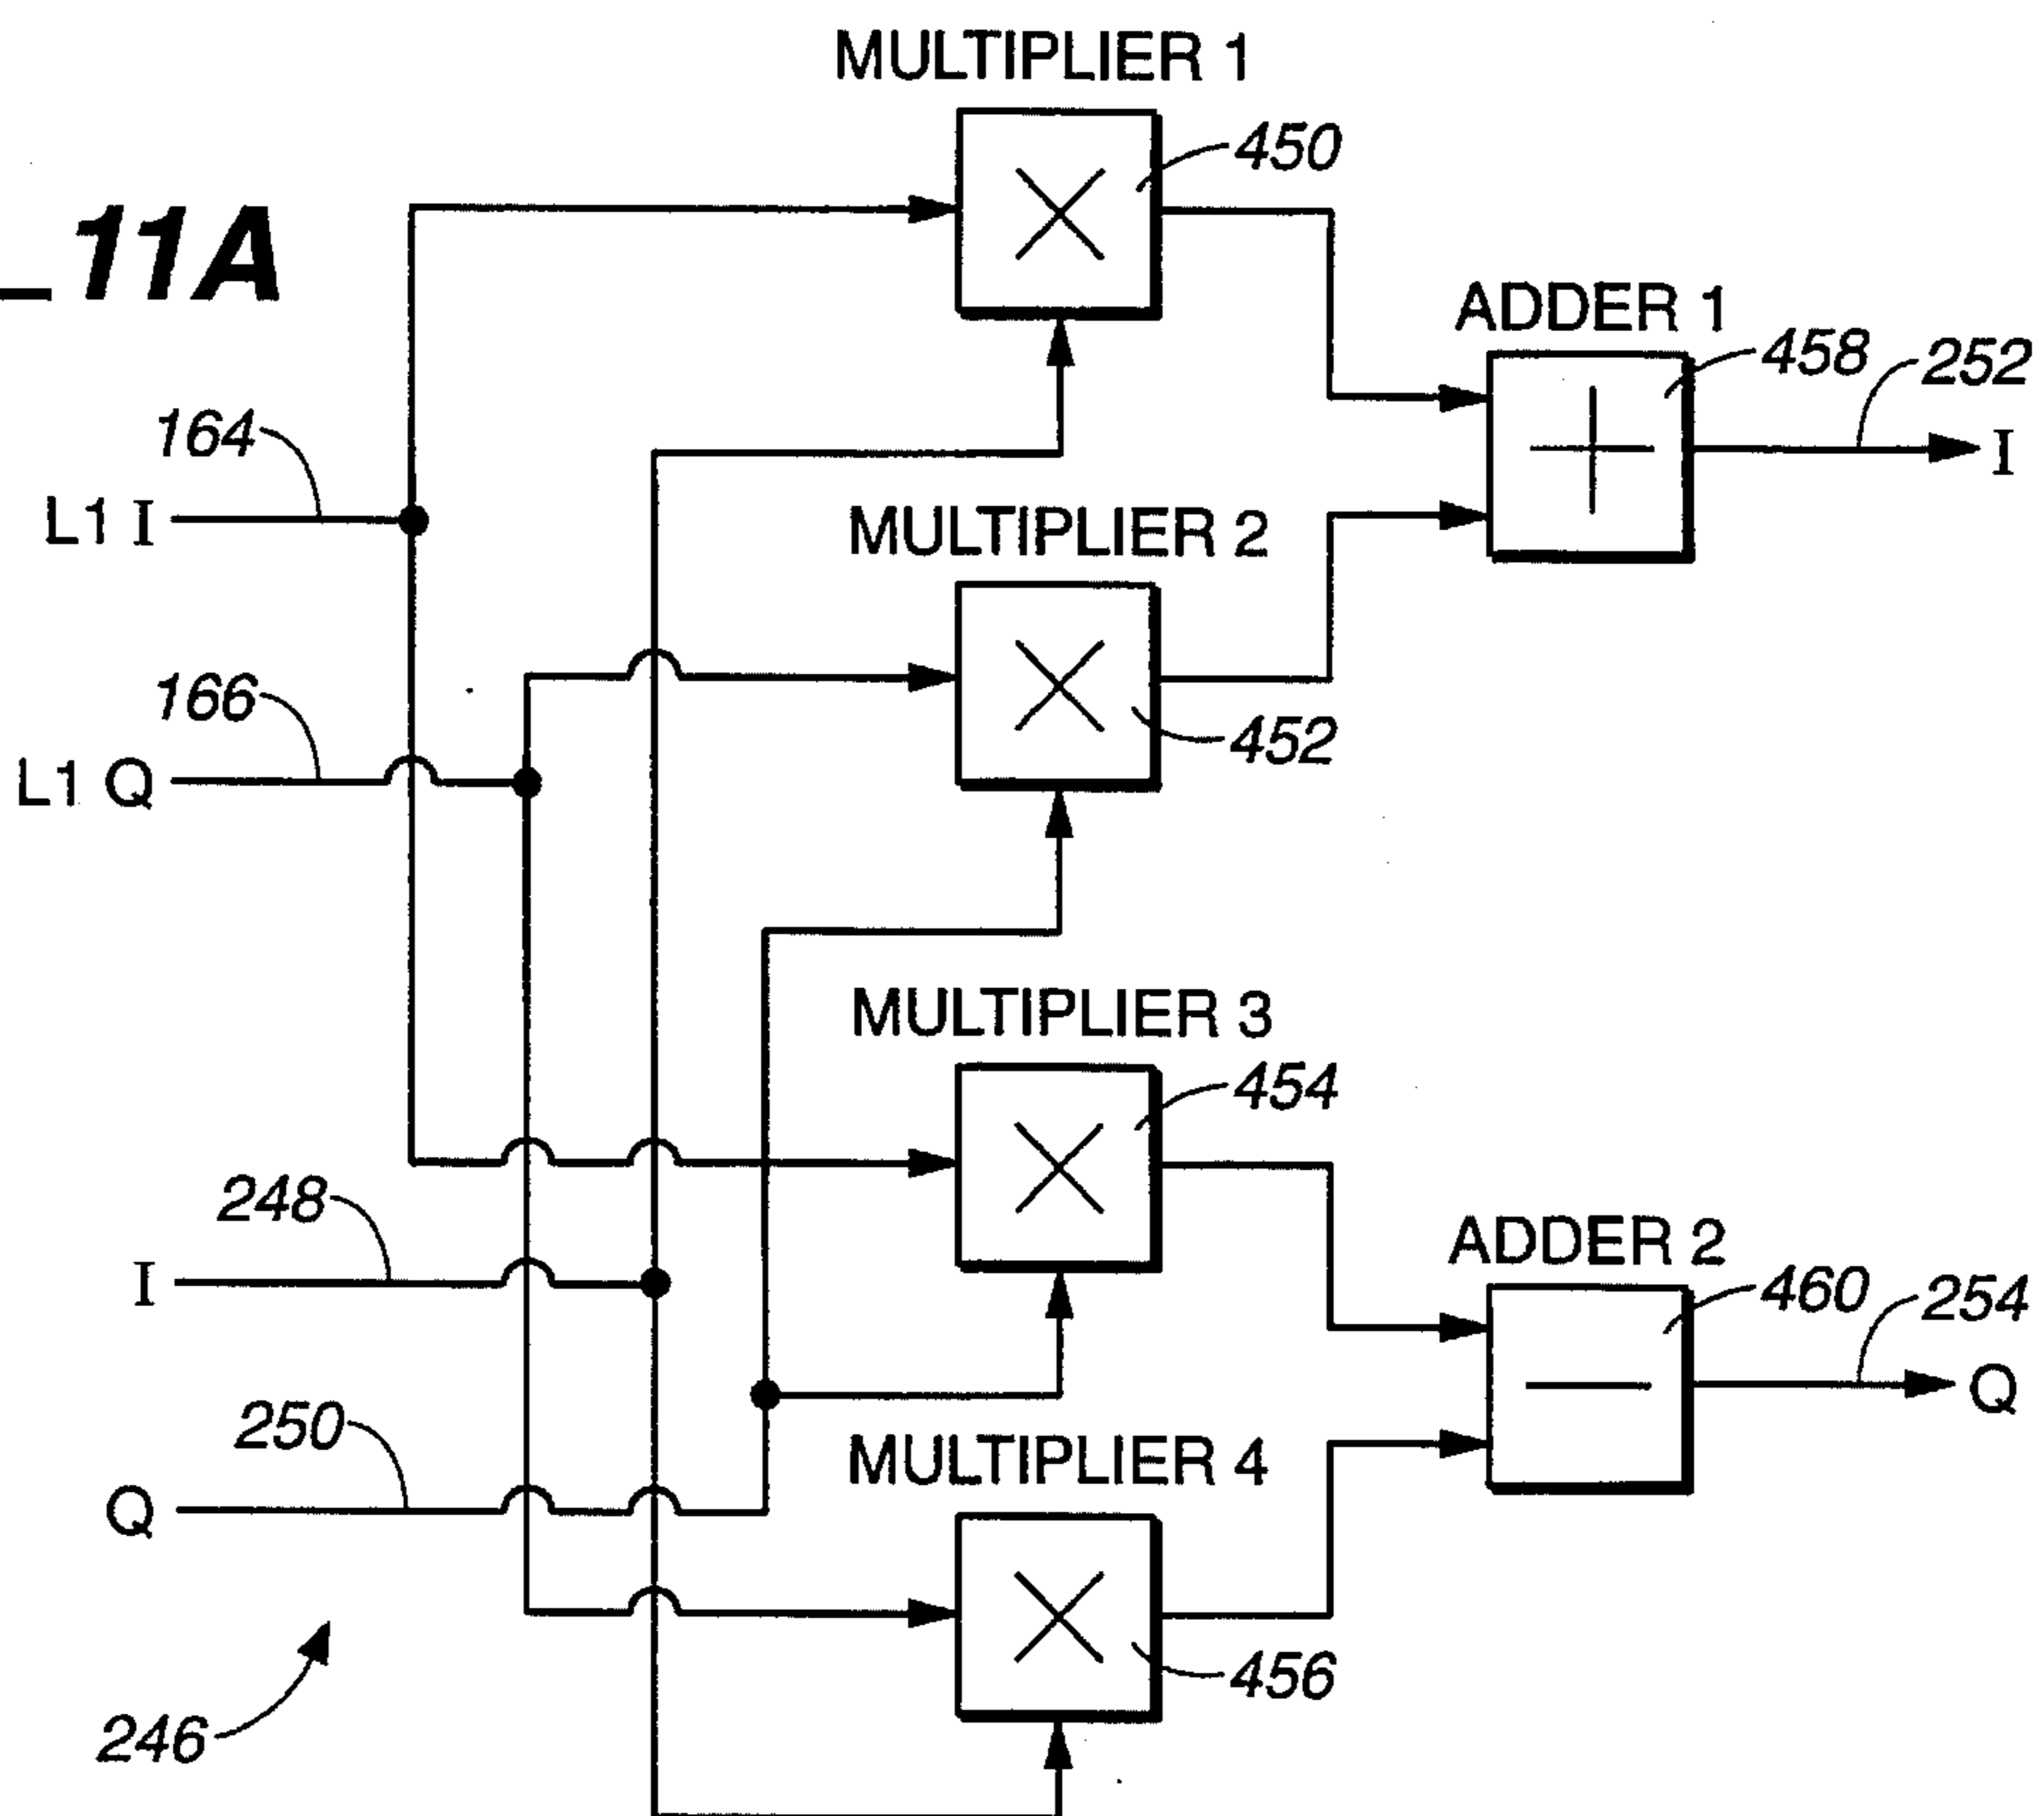 MULTIPLIER 1
450
11A
ADDER 1
458
252
I
164
L1 I
MULTIPLIER 2
452
166
L1 Q
MULTIPLIER 3
454
248
I
ADDER 2
460
254
Q
250
Q
MULTIPLIER 4
456
246